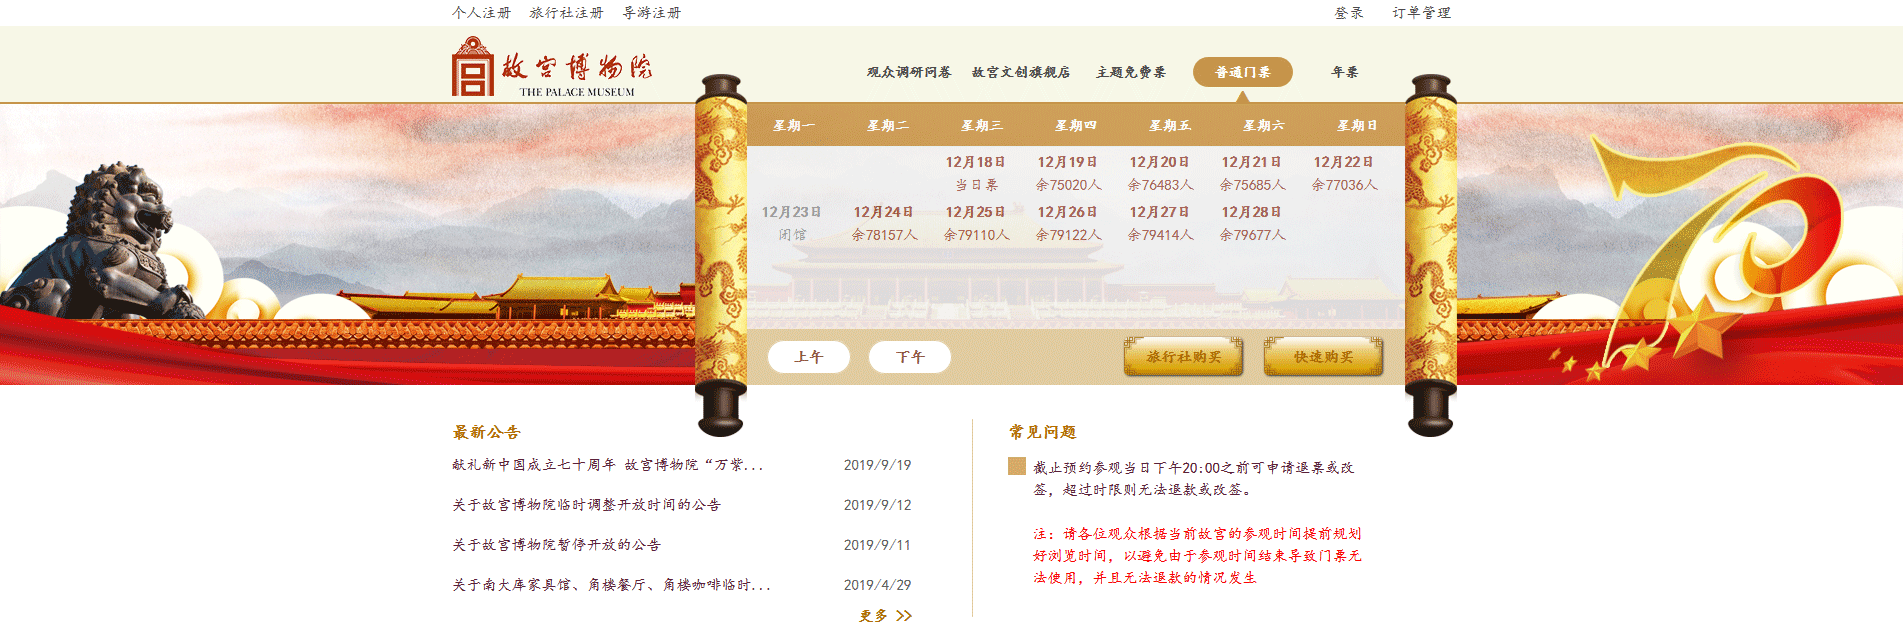 个人注册 旅行社注册 导游注册 登录 订单管理
故宫博物院
THE PALACE MUSEUM
观众调研问卷 故宫文创旗舰店 主题免费票 普通门票 年票
星期一 星期二 星期三 星期四 星期五 星期六 星期日
12月18日 12月19日 12月20日 12月21日 12月22日
当日票 余75020人 余76483人 余75685人 余77036人
12月23日 12月24日 12月25日 12月26日 12月27日 12月28日
闭馆 余78157人 余79110人 余79122人 余79414人 余79677人
70
上午 下午 旅行社购买 快速购买
最新公告
献礼新中国成立七十周年 故宫博物院“万紫... 2019/9/19
关于故宫博物院临时调整开放时间的公告 2019/9/12
关于故宫博物院暂停开放的公告 2019/9/11
关于南大库家具馆、角楼餐厅、角楼咖啡临时... 2019/4/29
更多 >>
常见问题
截止预约参观当日下午20:00之前可申请退票或改
签，超过时限则无法退款或改签。
注：请各位观众根据当前故宫的参观时间提前规划
好浏览时间，以避免由于参观时间结束导致门票无
法使用，并且无法退款的情况发生